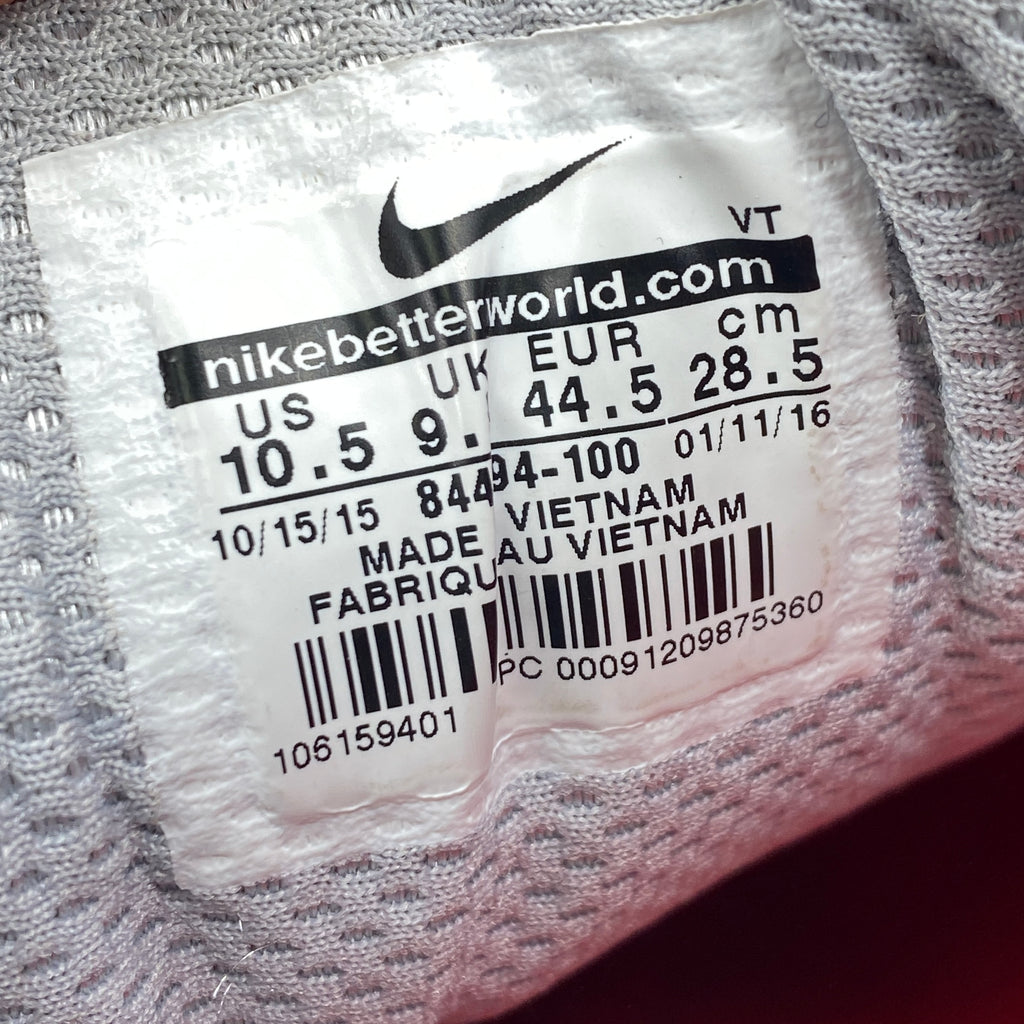 VT
nikebetterworld.com
US UK EUR cm
10.5 9. 44.5 28.5
10/15/15 844 94-100 01/11/16
MADE VIETNAM
FABRIQU AU VIETNAM
106159401 PC 00091209875360